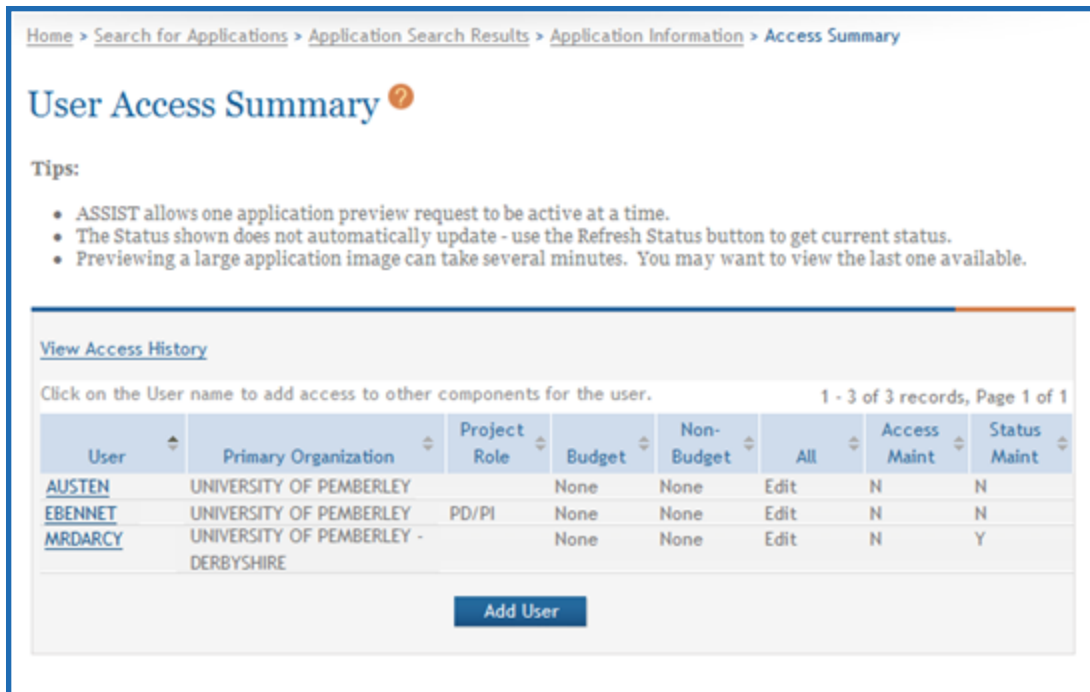 Home > Search for Applications > Application Search Results > Application Information > Access Summary
User Access Summary ?
Tips:
• ASSIST allows one application preview request to be active at a time.
• The Status shown does not automatically update - use the Refresh Status button to get current status.
• Previewing a large application image can take several minutes. You may want to view the last one available.
View Access History
Click on the User name to add access to other components for the user. 1 - 3 of 3 records, Page 1 of 1
User Primary Organization Project Role Budget Non-Budget All Access Maint Status Maint
AUSTEN UNIVERSITY OF PEMBERLEY None None Edit N N
EBENNET UNIVERSITY OF PEMBERLEY PD/PI None None Edit N N
MRDARCY UNIVERSITY OF PEMBERLEY - None None Edit N Y
DERBYSHIRE
Add User